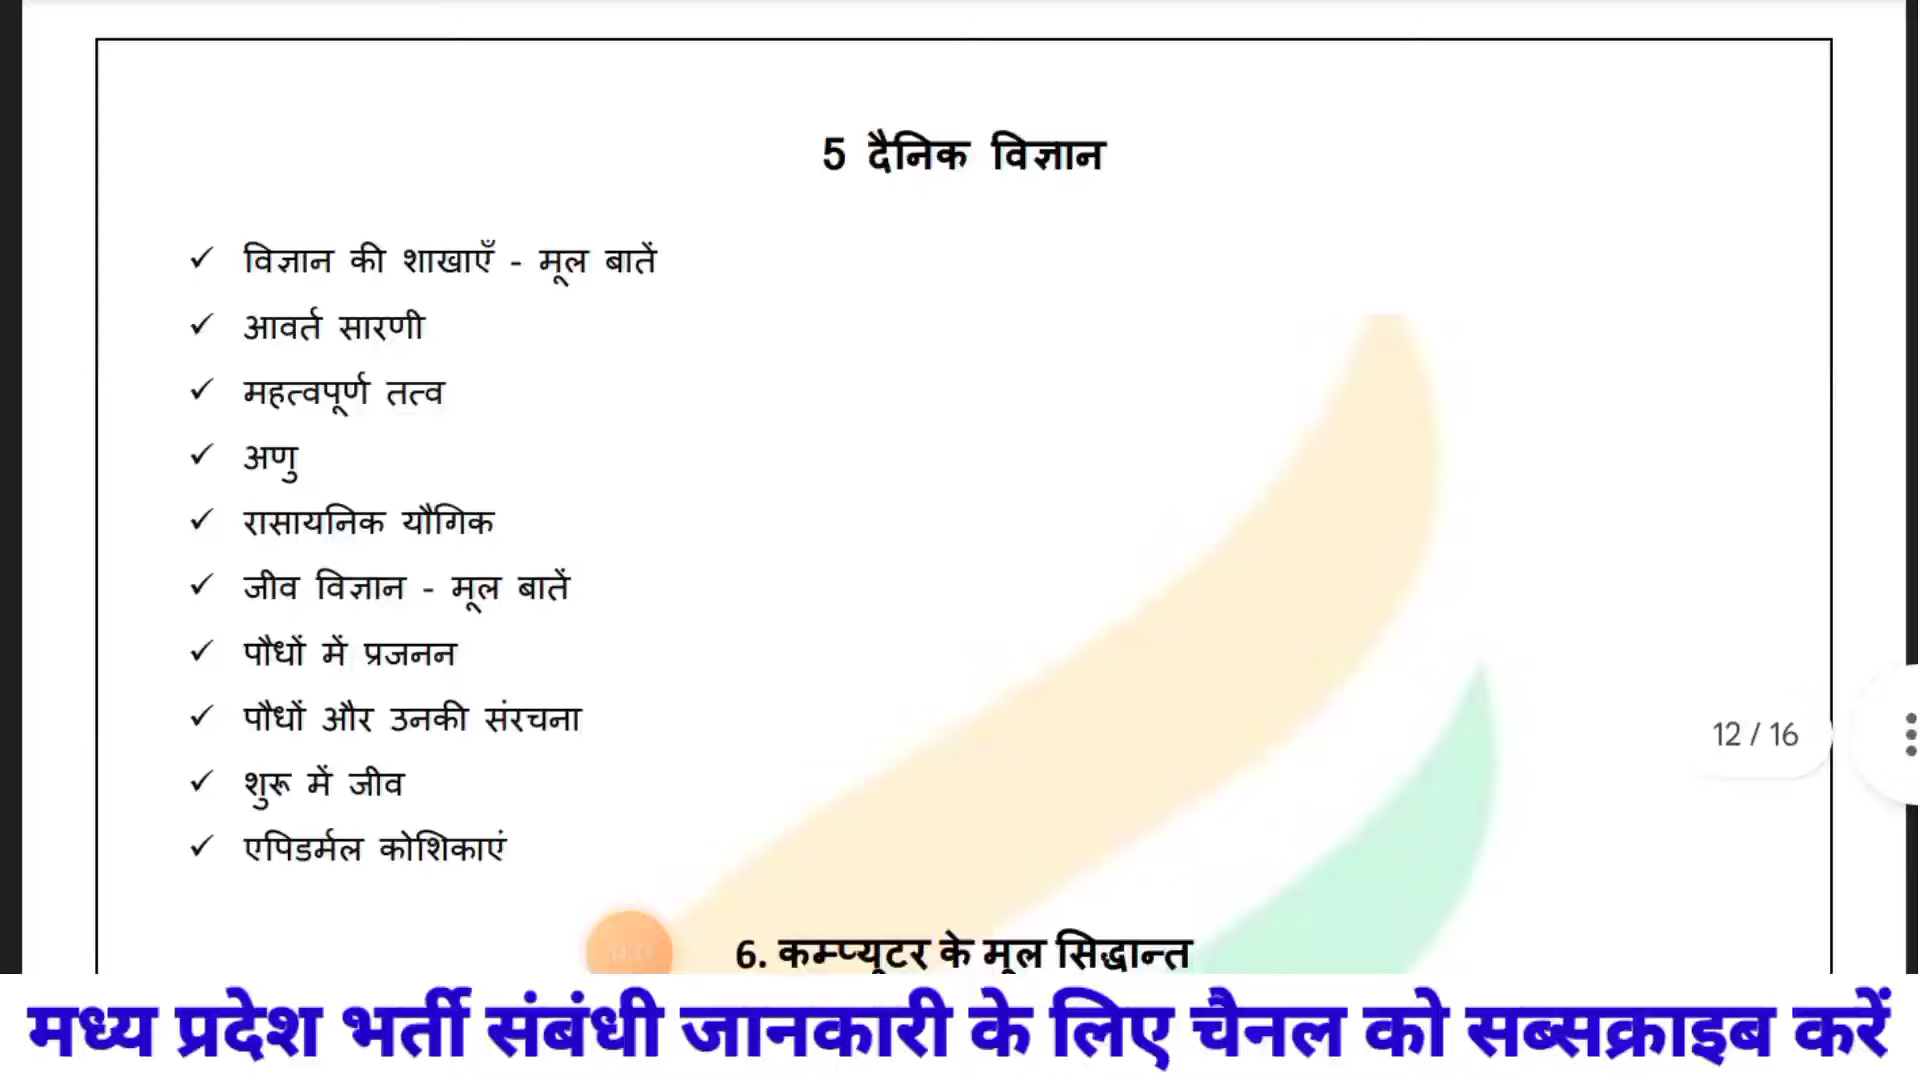 5 दैनिक विज्ञान
✓ विज्ञान की शाखाएँ - मूल बातें
✓ आवर्त सारणी
✓ महत्वपूर्ण तत्व
✓ अणु
✓ रासायनिक यौगिक
✓ जीव विज्ञान - मूल बातें
✓ पौधों में प्रजनन
✓ पौधों और उनकी संरचना
✓ शुरू में जीव
✓ एपिडर्मल कोशिकाएं
12 / 16
6. कम्प्यूटर के मूल सिद्धान्त
मध्य प्रदेश भर्ती संबंधी जानकारी के लिए चैनल को सब्सक्राइब करें